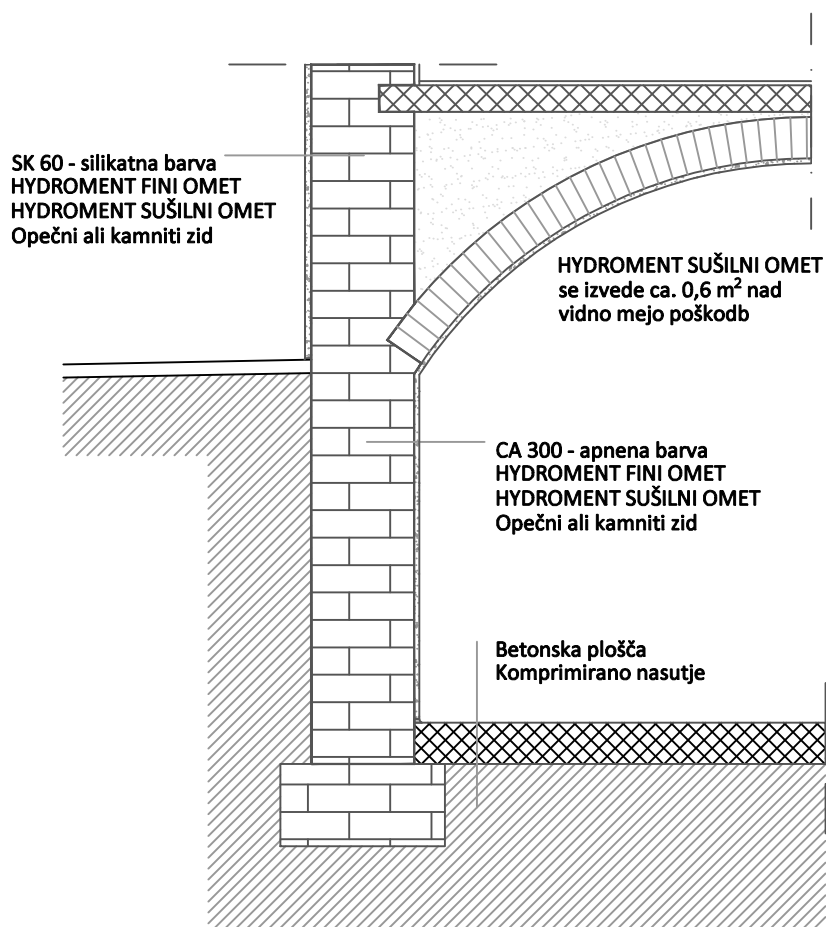 SK 60 - silikatna barva
HYDROMENT FINI OMET
HYDROMENT SUŠILNI OMET
Opečni ali kamniti zid
HYDROMENT SUŠILNI OMET
se izvede ca. 0,6 m² nad
vidno mejo poškodb
CA 300 - apnena barva
HYDROMENT FINI OMET
HYDROMENT SUŠILNI OMET
Opečni ali kamniti zid
Betonska plošča
Komprimirano nasutje